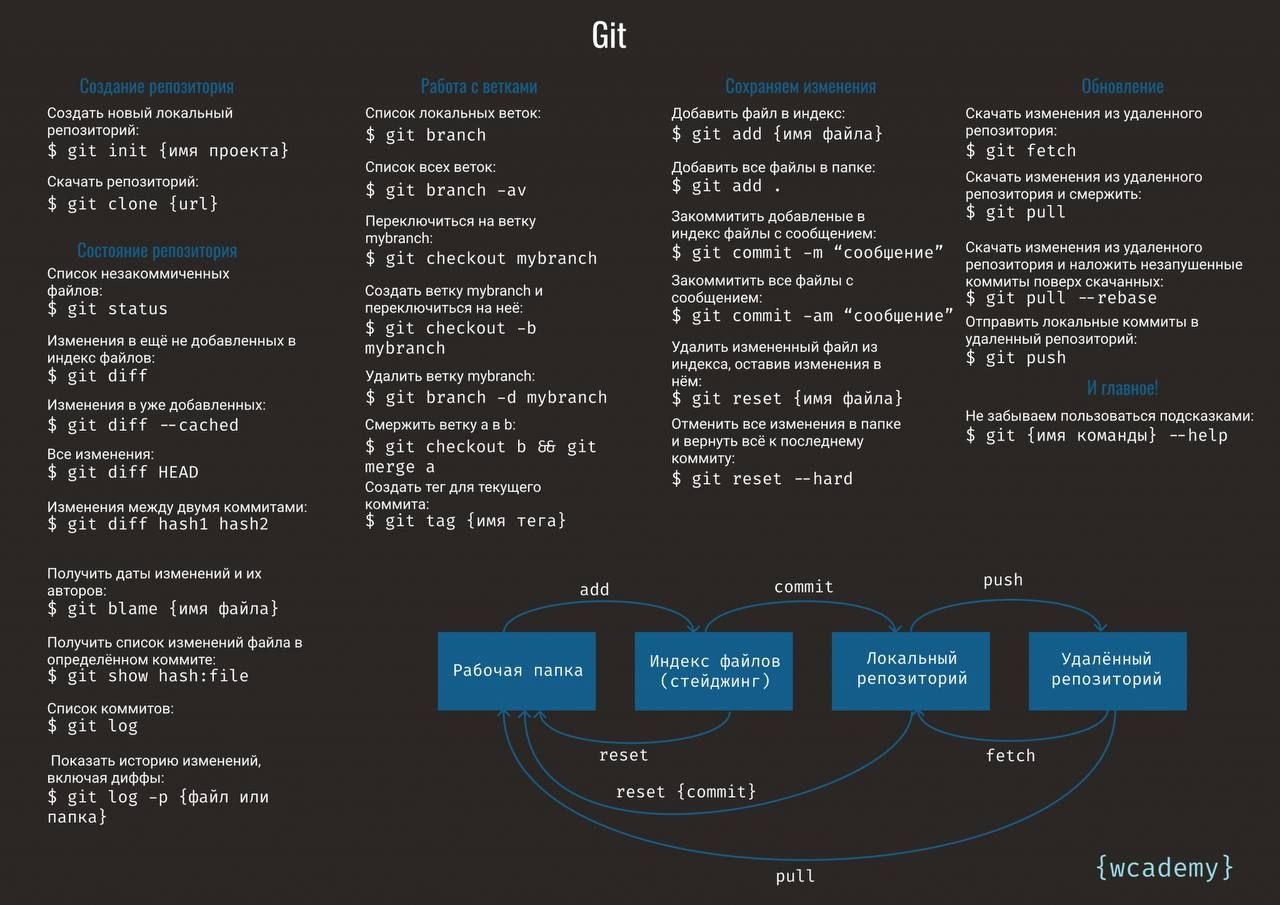 Git
Создание репозитория
Создать новый локальный
репозиторий:
$ git init {имя проекта}
Скачать репозиторий:
$ git clone {url}
Состояние репозитория
Список незакоммиченных
файлов:
$ git status
Изменения в ещё не добавленных в
индекс файлов:
$ git diff
Изменения в уже добавленных:
$ git diff --cached
Все изменения:
$ git diff HEAD
Изменения между двумя коммитами:
$ git diff hash1 hash2
Получить даты изменений и их
авторов:
$ git blame {имя файла}
Получить список изменений файла в
определённом коммите:
$ git show hash:file
Список коммитов:
$ git log
Показать историю изменений,
включая диффы:
$ git log -p {файл или
папка}
Работа с ветками
Список локальных веток:
$ git branch
Список всех веток:
$ git branch -av
Переключиться на ветку
mybranch:
$ git checkout mybranch
Создать ветку mybranch и
переключиться на неё:
$ git checkout -b
mybranch
Удалить ветку mybranch:
$ git branch -d mybranch
Смержить ветку a в b:
$ git checkout b && git
merge a
Создать тег для текущего
коммита:
$ git tag {имя тега}
Сохраняем изменения
Добавить файл в индекс:
$ git add {имя файла}
Добавить все файлы в папке:
$ git add .
Закоммитить добавленые в
индекс файлы с сообщением:
$ git commit -m “сообщение”
Закоммитить все файлы с
сообщением:
$ git commit -am “сообщение”
Удалить измененный файл из
индекса, оставив изменения в
нём:
$ git reset {имя файла}
Отменить все изменения в папке
и вернуть всё к последнему
коммиту:
$ git reset --hard
Обновление
Скачать изменения из удаленного
репозитория:
$ git fetch
Скачать изменения из удаленного
репозитория и смержить:
$ git pull
Скачать изменения из удаленного
репозитория и наложить незапушенные
коммиты поверх скачанных:
$ git pull --rebase
Отправить локальные коммиты в
удаленный репозиторий:
$ git push
И главное!
Не забываем пользоваться подсказками:
$ git {имя команды} --help
add
commit
push
Рабочая папка
Индекс файлов
(стейджинг)
Локальный
репозиторий
Удалённый
репозиторий
reset
fetch
reset {commit}
pull
{wcademy}